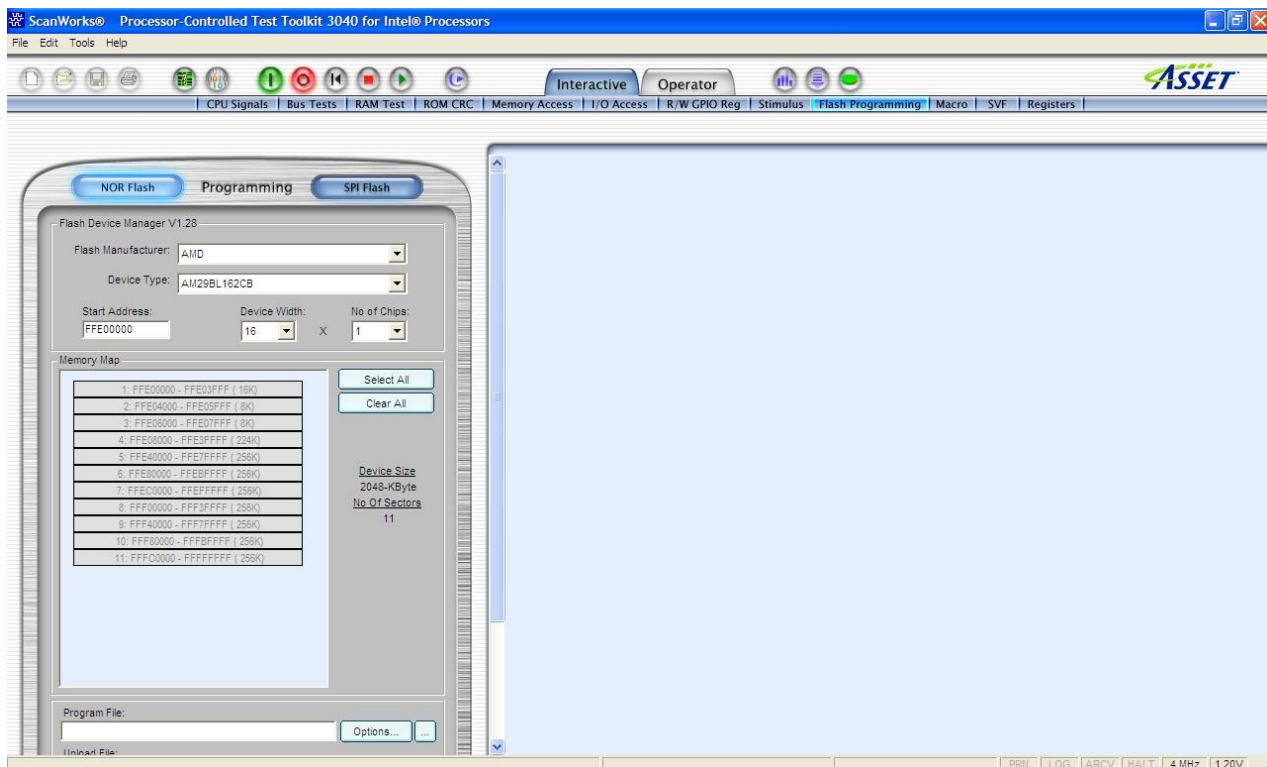 ScanWorks® Processor-Controlled Test Toolkit 3040 for Intel® Processors
File Edit Tools Help
Interactive Operator
ASSET
CPU Signals | Bus Tests | RAM Test | ROM CRC | Memory Access | I/O Access | R/W GPIO Reg | Stimulus | Flash Programming | Macro | SVF | Registers |
NOR Flash Programming SPI Flash
Flash Device Manager V1.28
Flash Manufacturer: AMD
Device Type: AM29BL162CB
Start Address: Device Width: No of Chips:
FFE00000 16 X 1
Memory Map
Select All
Clear All
1: FFE00000 - FFE03FFF ( 16K)
2: FFE04000 - FFE05FFF ( 8K)
3: FFE06000 - FFE07FFF ( 8K)
4: FFE08000 - FFE3FFFF ( 224K)
5: FFE40000 - FFE7FFFF ( 256K)
6: FFE80000 - FFEBFFFF ( 256K)
7: FFEC0000 - FFEFFFFF ( 256K)
8: FFF00000 - FFF3FFFF ( 256K)
9: FFF40000 - FFF7FFFF ( 256K)
10: FFF80000 - FFFBFFFF ( 256K)
11: FFFC0000 - FFFFFFFF ( 256K)
Device Size
2048-KByte
No Of Sectors
11
Program File:
Options... ...
Upload File:
PRN LOG ARCV HALT 4 MHz 1.20V